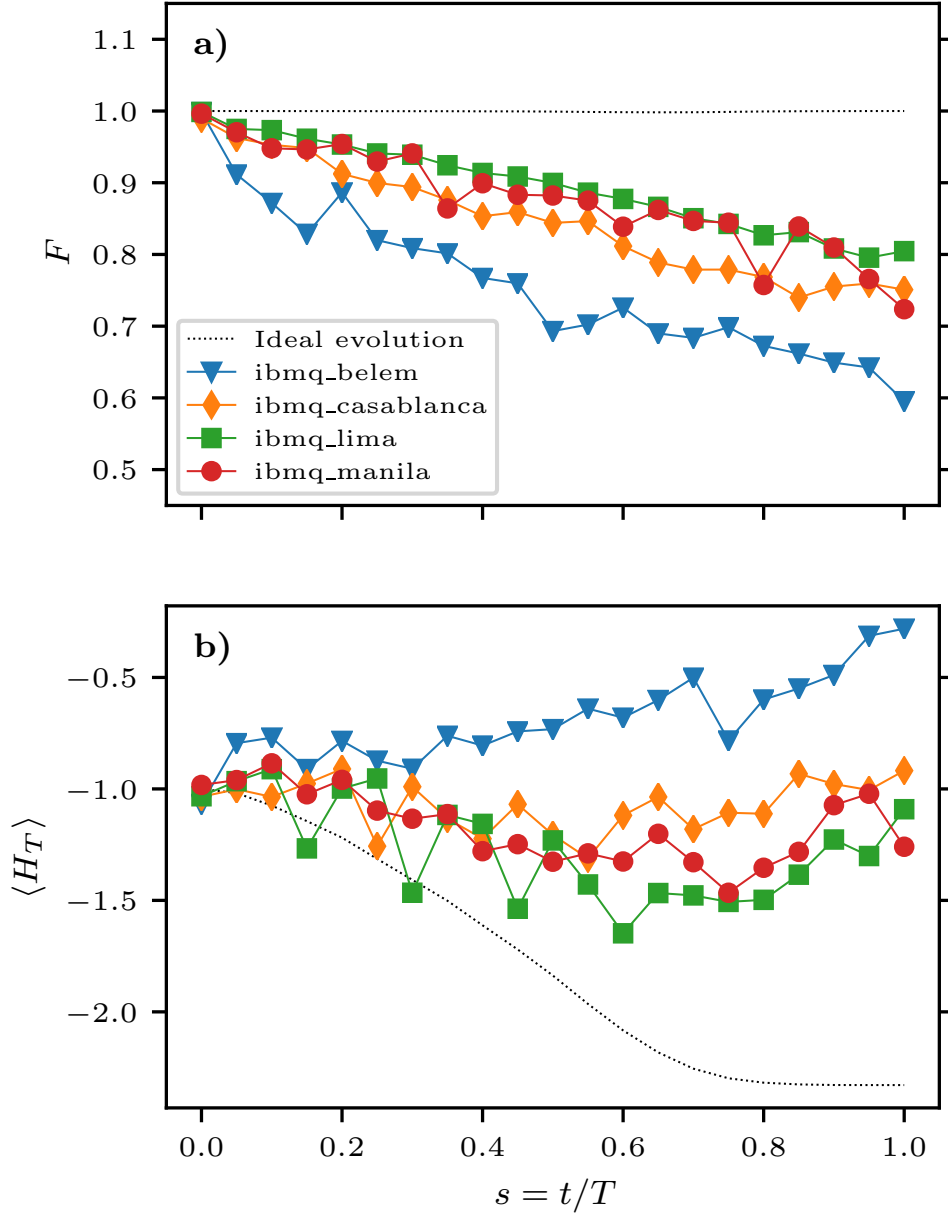 a)
1.1
1.0
0.9
0.8
0.7
0.6
0.5
F
Ideal evolution
ibmq_belem
ibmq_casablanca
ibmq_lima
ibmq_manila
b)
−0.5
−1.0
−1.5
−2.0
⟨H_T⟩
0.0 0.2 0.4 0.6 0.8 1.0
s = t/T